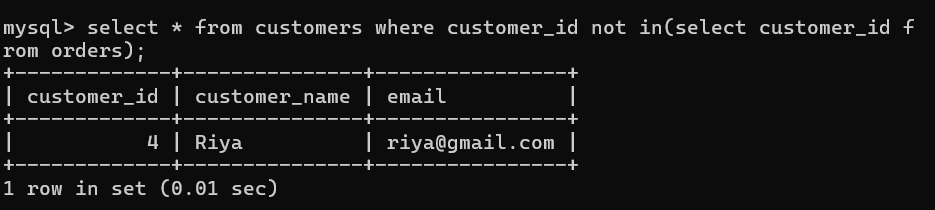 mysql> select * from customers where customer_id not in(select customer_id f
rom orders);
+-------------+---------------+----------------+
| customer_id | customer_name | email          |
+-------------+---------------+----------------+
|           4 | Riya          | riya@gmail.com |
+-------------+---------------+----------------+
1 row in set (0.01 sec)